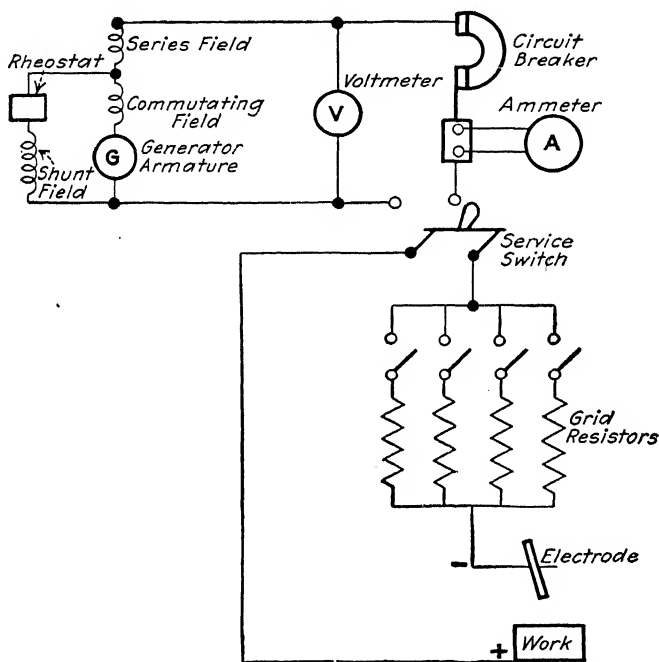 Series Field
Rheostat
Commutating
Field
G
Generator
Armature
Shunt
Field
Voltmeter
V
Circuit
Breaker
Ammeter
A
Service
Switch
Grid
Resistors
-
Electrode
+
Work